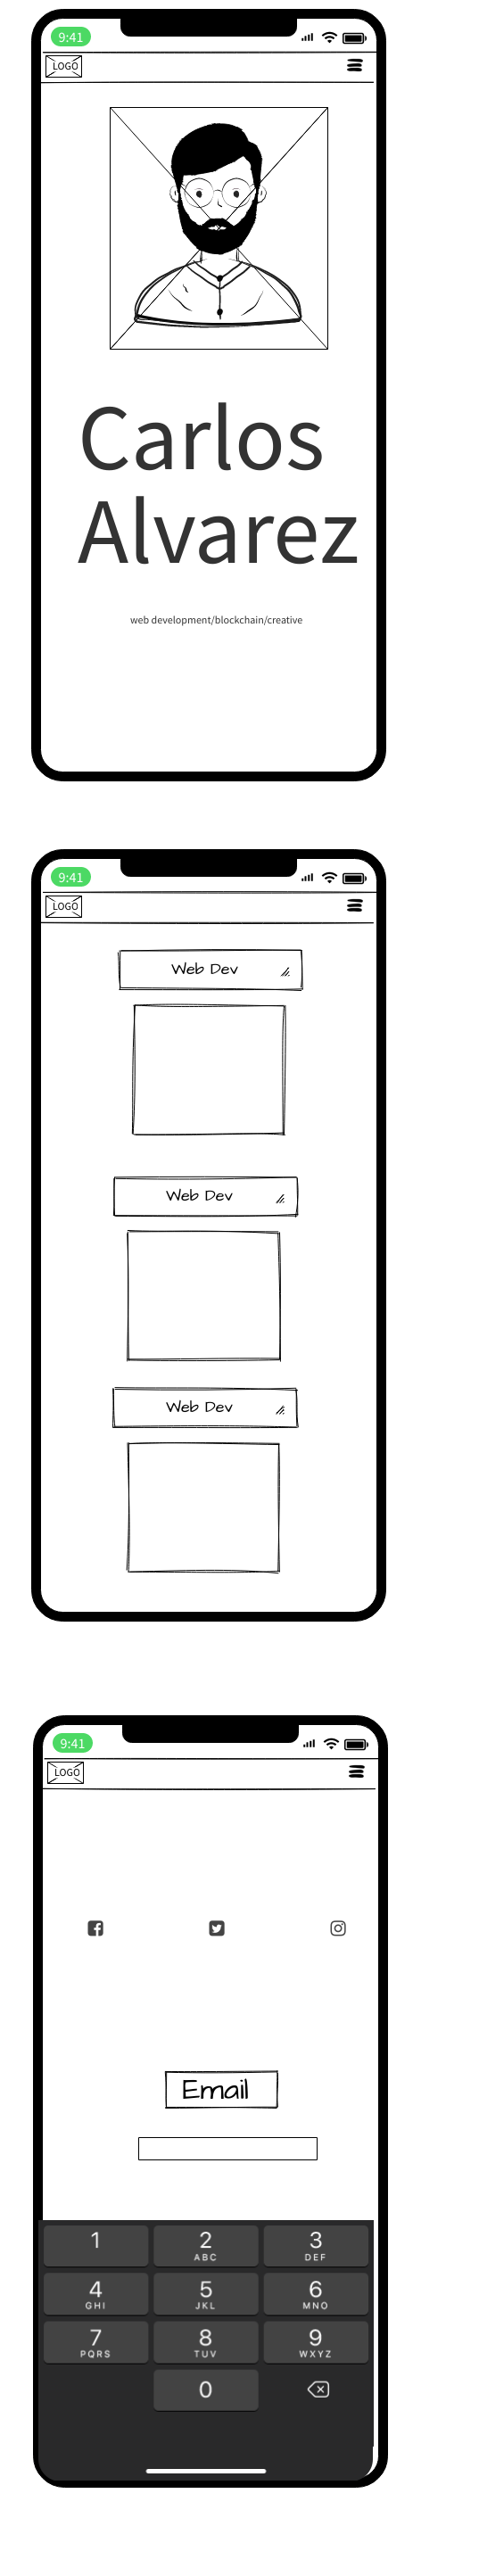 9:41
LOGO
Carlos
Alvarez
web development/blockchain/creative
9:41
LOGO
Web Dev
Web Dev
Web Dev
9:41
LOGO
Email
1 2 3
ABC DEF
4 5 6
GHI JKL MNO
7 8 9
PQRS TUV WXYZ
0